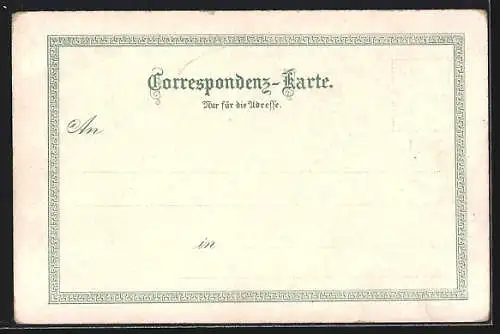 Correspondenz-Karte.
Nur für die Adresse.
An
in